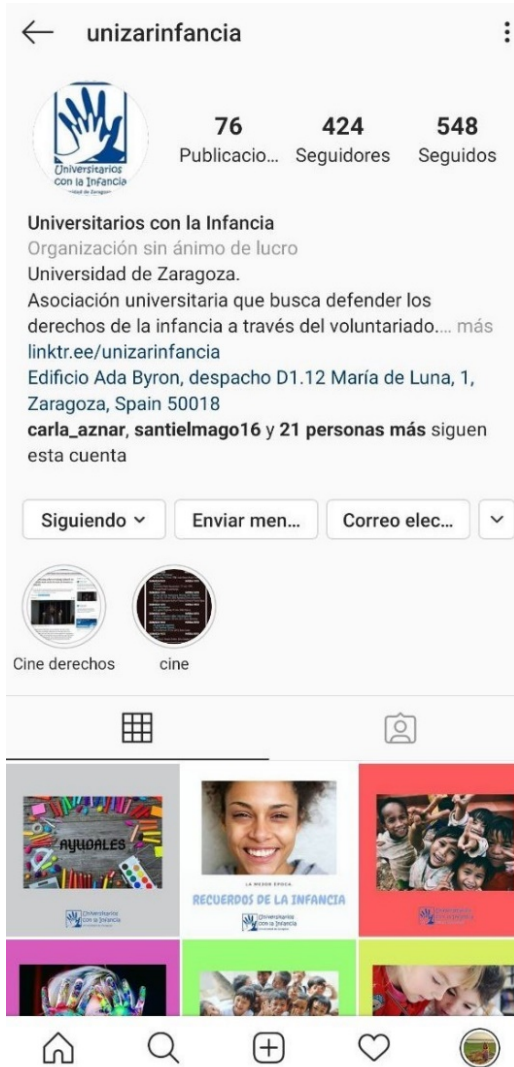 unizarinfancia
76 424 548
Publicacio... Seguidores Seguidos
Universitarios
con la Infancia
Universitarios con la Infancia
Organización sin ánimo de lucro
Universidad de Zaragoza.
Asociación universitaria que busca defender los
derechos de la infancia a través del voluntariado.... más
linktr.ee/unizarinfancia
Edificio Ada Byron, despacho D1.12 María de Luna, 1,
Zaragoza, Spain 50018
carla_aznar, santielmago16 y 21 personas más siguen
esta cuenta
Siguiendo Enviar men... Correo elec...
Cine derechos cine
AYUDALES
LA MEJOR ÉPOCA
RECUERDOS DE LA INFANCIA
Universitarios
con la Infancia
Universitarios
con la Infancia
Universitarios
con la Infancia